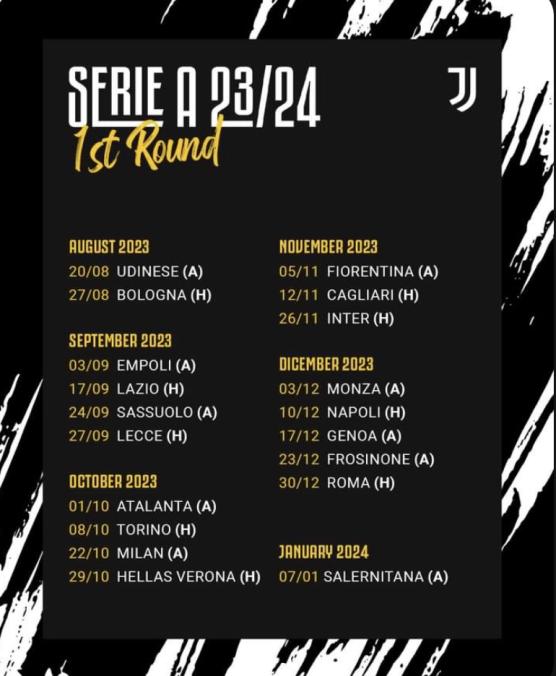 SERIE A 23/24
1st Round
AUGUST 2023
20/08 UDINESE (A)
27/08 BOLOGNA (H)
SEPTEMBER 2023
03/09 EMPOLI (A)
17/09 LAZIO (H)
24/09 SASSUOLO (A)
27/09 LECCE (H)
OCTOBER 2023
01/10 ATALANTA (A)
08/10 TORINO (H)
22/10 MILAN (A)
29/10 HELLAS VERONA (H)
NOVEMBER 2023
05/11 FIORENTINA (A)
12/11 CAGLIARI (H)
26/11 INTER (H)
DICEMBER 2023
03/12 MONZA (A)
10/12 NAPOLI (H)
17/12 GENOA (A)
23/12 FROSINONE (A)
30/12 ROMA (H)
JANUARY 2024
07/01 SALERNITANA (A)